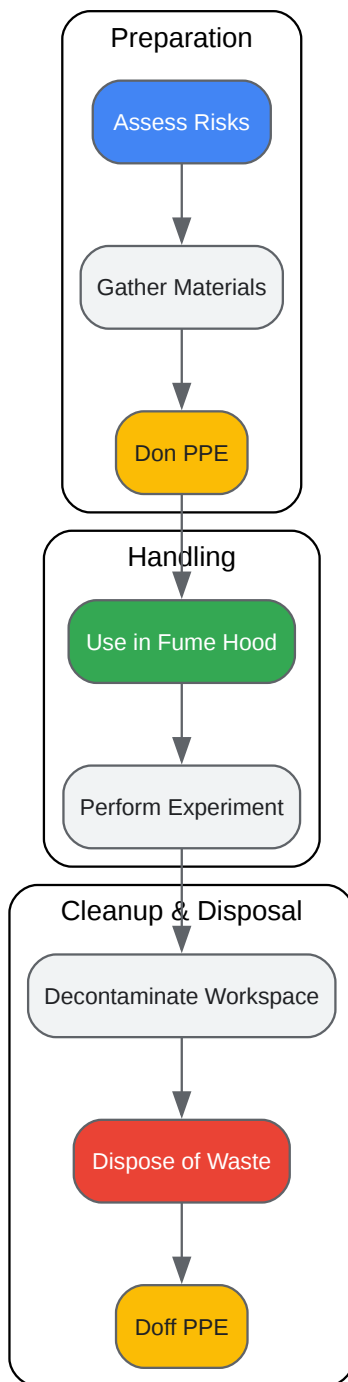 Preparation
Assess Risks
Gather Materials
Don PPE
Handling
Use in Fume Hood
Perform Experiment
Cleanup & Disposal
Decontaminate Workspace
Dispose of Waste
Doff PPE